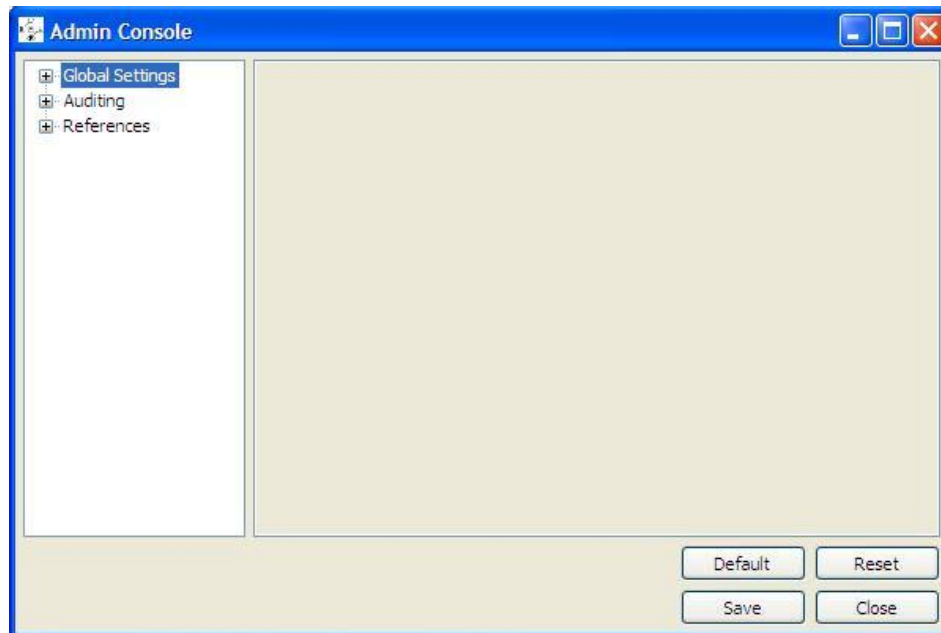 Admin Console
Global Settings
Auditing
References
Default Reset
Save Close